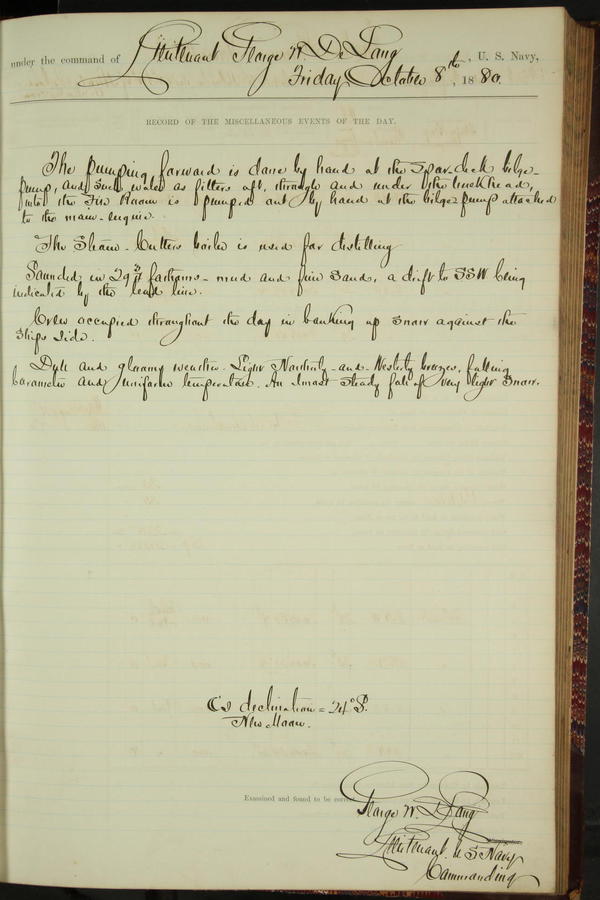 under the command of Lieutenant George W. De Long, U. S. Navy,
Friday, October 8th, 1880.
RECORD OF THE MISCELLANEOUS EVENTS OF THE DAY.
The pumping forward is done by hand at the spar-deck bilge-
pump, and such water as filters aft, through and under the bulkhead,
into the Fire Room is pumped out by hand at the bilge pump attached
to the main-engine.
The Steam-Cutters boiler is used for distilling
Sounded in 29 fathoms - mud and fine sand, a drift to SSW being
indicated by the lead line.
Crew occupied throughout the day in banking up snow against the
ships side.
Dull and gloomy weather. Light Northerly-and-Westerly breezes, falling
barometer and uniform temperature. An almost steady fall of very light snow.
declination = 24° S.
New Moon.
Examined and found to be correct
George W. De Long
Lieutenant. U S Navy
Commanding